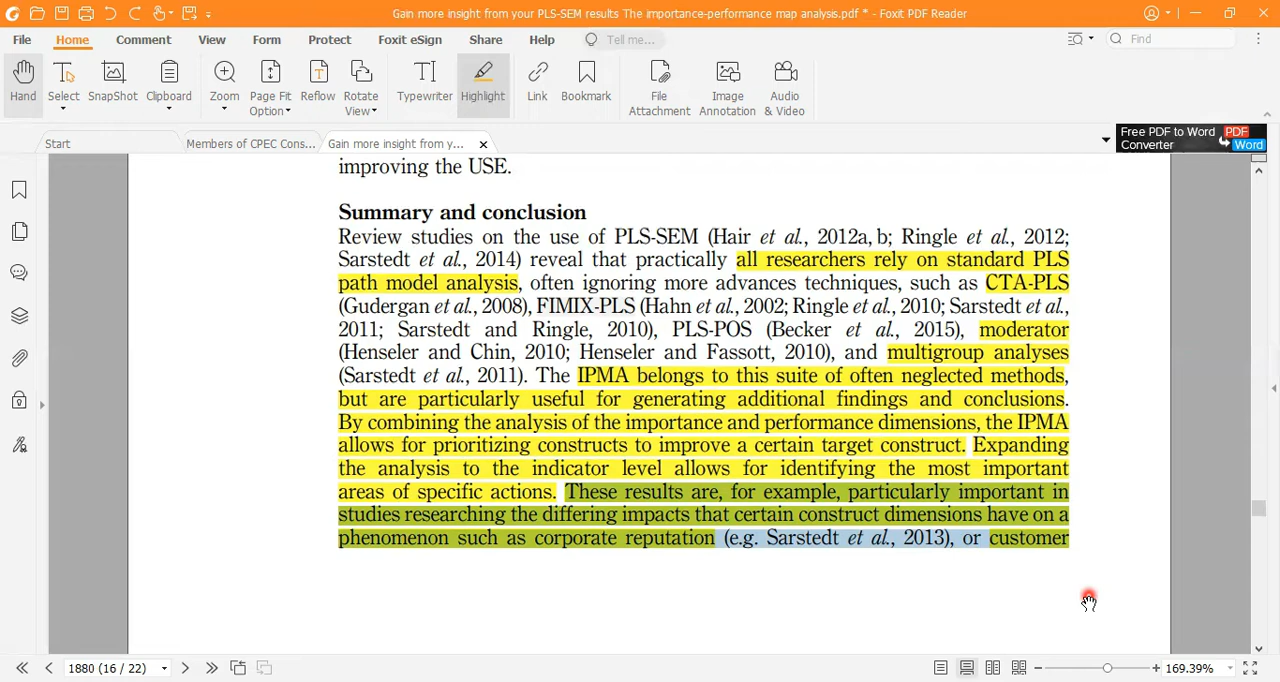 Gain more insight from your PLS-SEM results The importance-performance map analysis.pdf * - Foxit PDF Reader
File Home Comment View Form Protect Foxit eSign Share Help Tell me... Find
Hand Select SnapShot Clipboard Zoom Page Fit Option Reflow Rotate View Typewriter Highlight Link Bookmark File Attachment Image Annotation Audio & Video
Start Members of CPEC Cons... Gain more insight from y...
Free PDF to Word Converter PDF Word
improving the USE.
Summary and conclusion
Review studies on the use of PLS-SEM (Hair et al., 2012a, b; Ringle et al., 2012;
Sarstedt et al., 2014) reveal that practically all researchers rely on standard PLS
path model analysis, often ignoring more advances techniques, such as CTA-PLS
(Gudergan et al., 2008), FIMIX-PLS (Hahn et al., 2002; Ringle et al., 2010; Sarstedt et al.,
2011; Sarstedt and Ringle, 2010), PLS-POS (Becker et al., 2015), moderator
(Henseler and Chin, 2010; Henseler and Fassott, 2010), and multigroup analyses
(Sarstedt et al., 2011). The IPMA belongs to this suite of often neglected methods,
but are particularly useful for generating additional findings and conclusions.
By combining the analysis of the importance and performance dimensions, the IPMA
allows for prioritizing constructs to improve a certain target construct. Expanding
the analysis to the indicator level allows for identifying the most important
areas of specific actions. These results are, for example, particularly important in
studies researching the differing impacts that certain construct dimensions have on a
phenomenon such as corporate reputation (e.g. Sarstedt et al., 2013), or customer
1880 (16 / 22) 169.39%